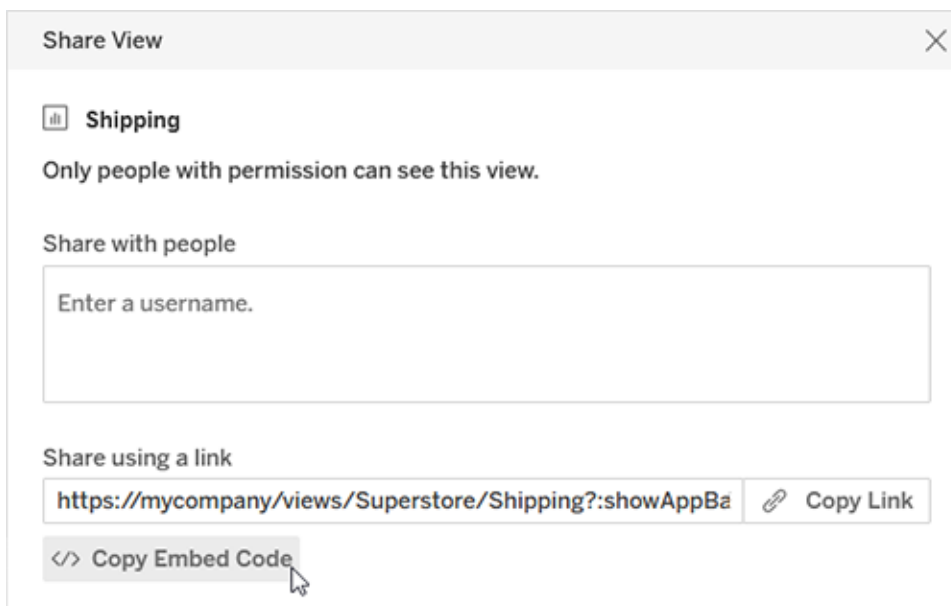 Share View
Shipping
Only people with permission can see this view.
Share with people
Enter a username.
Share using a link
https://mycompany/views/Superstore/Shipping?:showAppBa
Copy Link
</> Copy Embed Code